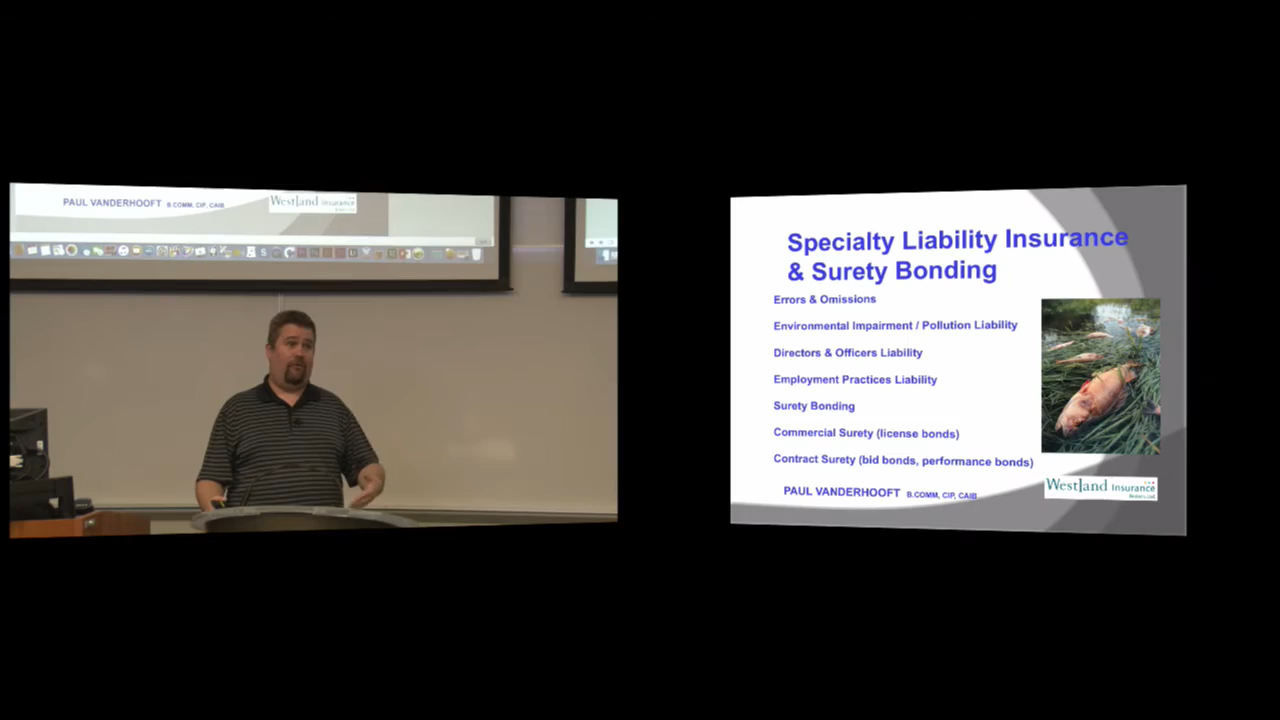 PAUL VANDERHOOFT B.COMM, CIP, CAIB
Westland Insurance
Specialty Liability Insurance
& Surety Bonding
Errors & Omissions
Environmental Impairment / Pollution Liability
Directors & Officers Liability
Employment Practices Liability
Surety Bonding
Commercial Surety (license bonds)
Contract Surety (bid bonds, performance bonds)
PAUL VANDERHOOFT B.COMM, CIP, CAIB
Westland Insurance